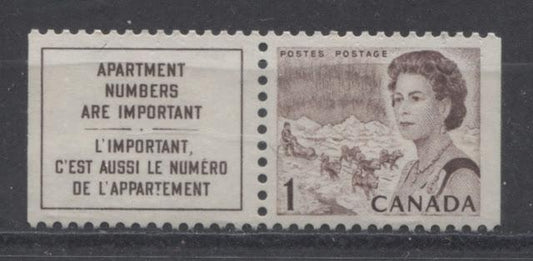 APARTMENT
NUMBERS
ARE IMPORTANT
L'IMPORTANT,
C'EST AUSSI LE NUMÉRO
DE L'APPARTEMENT
POSTES POSTAGE
1 CANADA